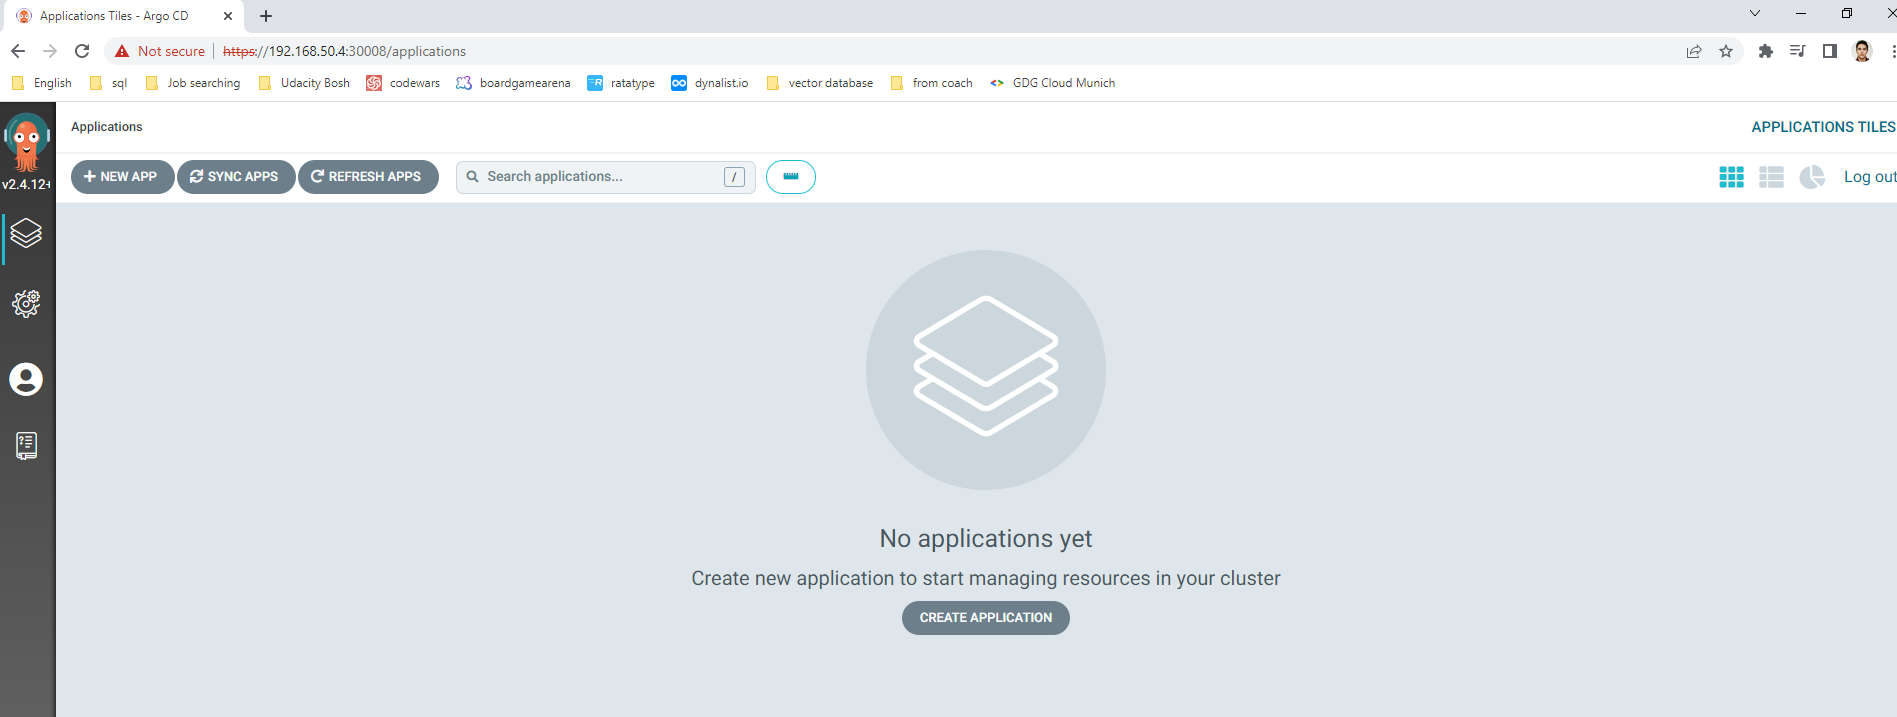 Applications Tiles - Argo CD
Not secure https://192.168.50.4:30008/applications
English sql Job searching Udacity Bosh codewars boardgamearena ratatype dynalist.io vector database from coach GDG Cloud Munich
Applications APPLICATIONS TILES
v2.4.12+
NEW APP SYNC APPS REFRESH APPS Search applications... / Log out
No applications yet
Create new application to start managing resources in your cluster
CREATE APPLICATION